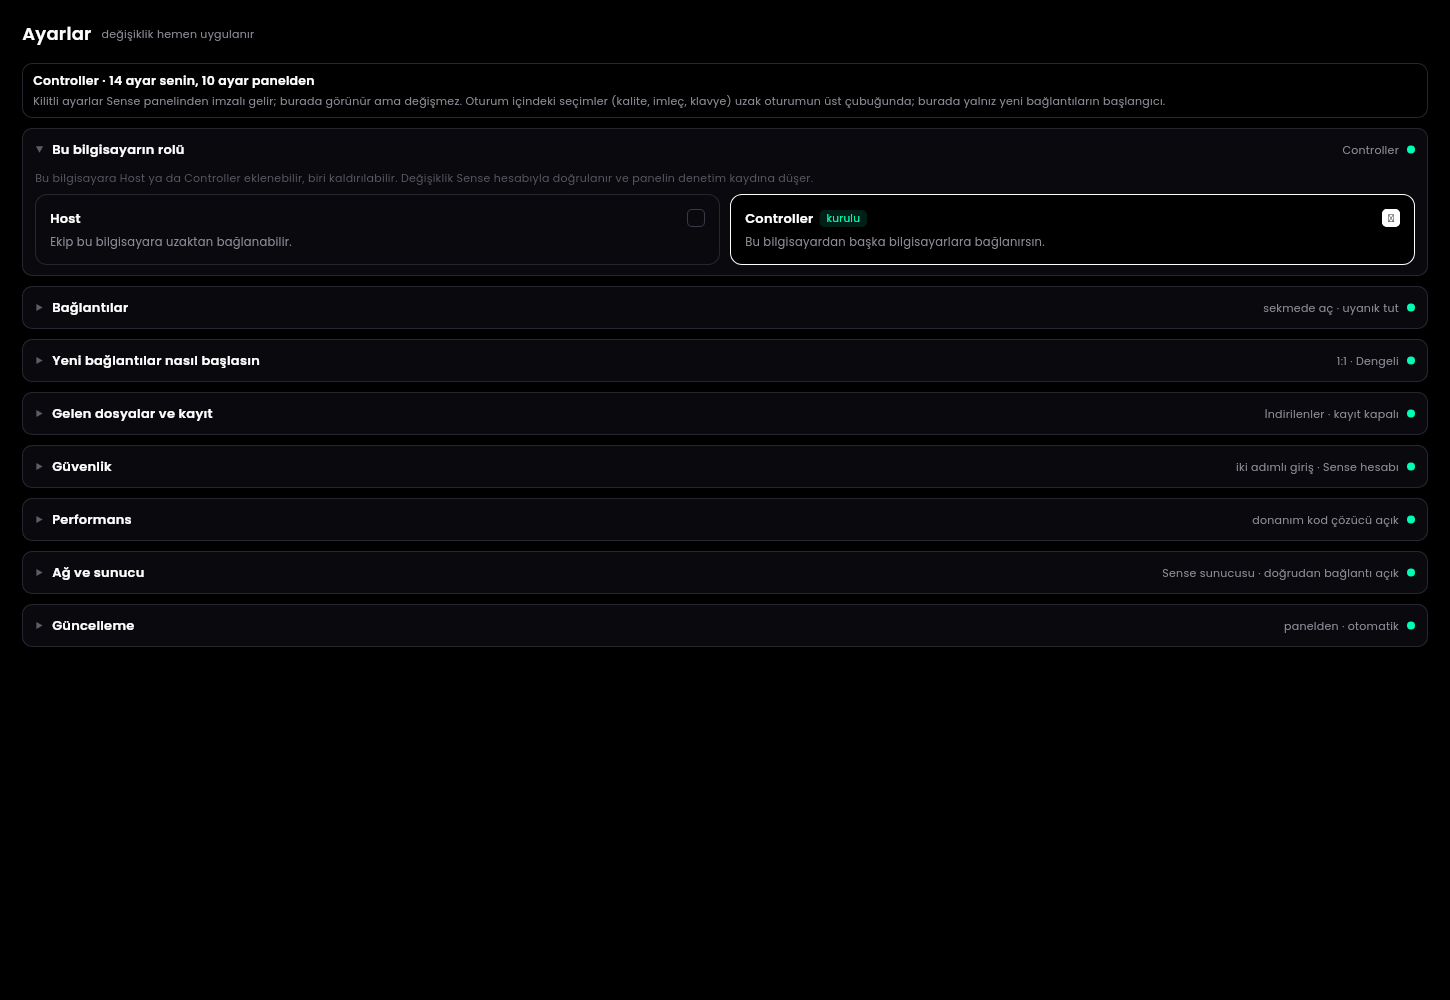 Ayarlar değişiklik hemen uygulanır
Controller · 14 ayar senin, 10 ayar panelden
Kilitli ayarlar Sense panelinden imzalı gelir; burada görünür ama değişmez. Oturum içindeki seçimler (kalite, imleç, klavye) uzak oturumun üst çubuğunda; burada yalnız yeni bağlantıların başlangıcı.
Bu bilgisayarın rolü
Controller
Bu bilgisayara Host ya da Controller eklenebilir, biri kaldırılabilir. Değişiklik Sense hesabıyla doğrulanır ve panelin denetim kaydına düşer.
Host
Ekip bu bilgisayara uzaktan bağlanabilir.
Controller kurulu
Bu bilgisayardan başka bilgisayarlara bağlanırsın.
Bağlantılar
sekmede aç · uyanık tut
Yeni bağlantılar nasıl başlasın
1:1 · Dengeli
Gelen dosyalar ve kayıt
İndirilenler · kayıt kapalı
Güvenlik
iki adımlı giriş · Sense hesabı
Performans
donanım kod çözücü açık
Ağ ve sunucu
Sense sunucusu · doğrudan bağlantı açık
Güncelleme
panelden · otomatik